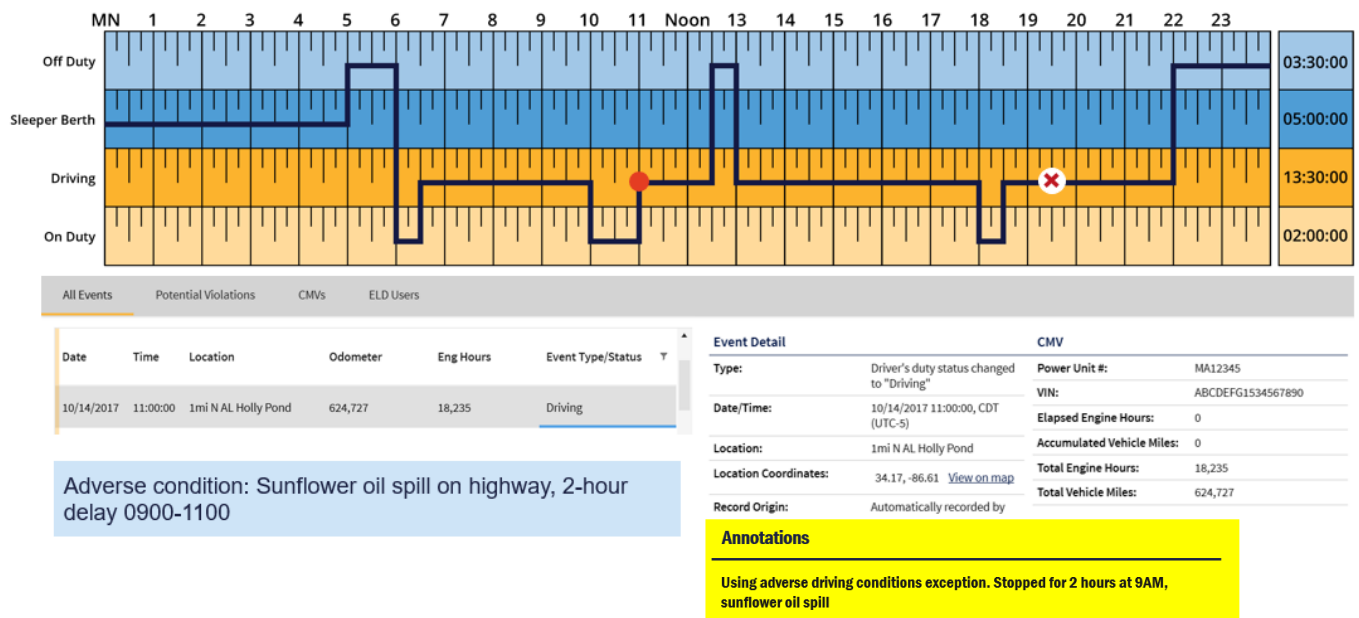 MN 1 2 3 4 5 6 7 8 9 10 11 Noon 13 14 15 16 17 18 19 20 21 22 23
Off Duty 03:30:00
Sleeper Berth 05:00:00
Driving 13:30:00
On Duty 02:00:00
All Events Potential Violations CMVs ELD Users
Date Time Location Odometer Eng Hours Event Type/Status
10/14/2017 11:00:00 1mi N AL Holly Pond 624,727 18,235 Driving
Adverse condition: Sunflower oil spill on highway, 2-hour
delay 0900-1100
Event Detail
Type: Driver's duty status changed
to "Driving"
Date/Time: 10/14/2017 11:00:00, CDT
(UTC-5)
Location: 1mi N AL Holly Pond
Location Coordinates: 34.17, -86.61 View on map
Record Origin: Automatically recorded by
CMV
Power Unit #: MA12345
VIN: ABCDEFG1534567890
Elapsed Engine Hours: 0
Accumulated Vehicle Miles: 0
Total Engine Hours: 18,235
Total Vehicle Miles: 624,727
Annotations
Using adverse driving conditions exception. Stopped for 2 hours at 9AM,
sunflower oil spill